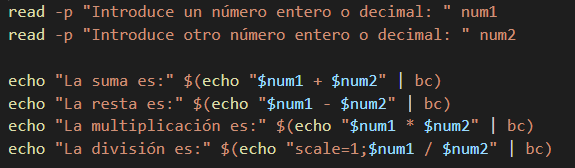 read -p "Introduce un número entero o decimal: " num1
read -p "Introduce otro número entero o decimal: " num2
echo "La suma es:" $(echo "$num1 + $num2" | bc)
echo "La resta es:" $(echo "$num1 - $num2" | bc)
echo "La multiplicación es:" $(echo "$num1 * $num2" | bc)
echo "La división es:" $(echo "scale=1;$num1 / $num2" | bc)